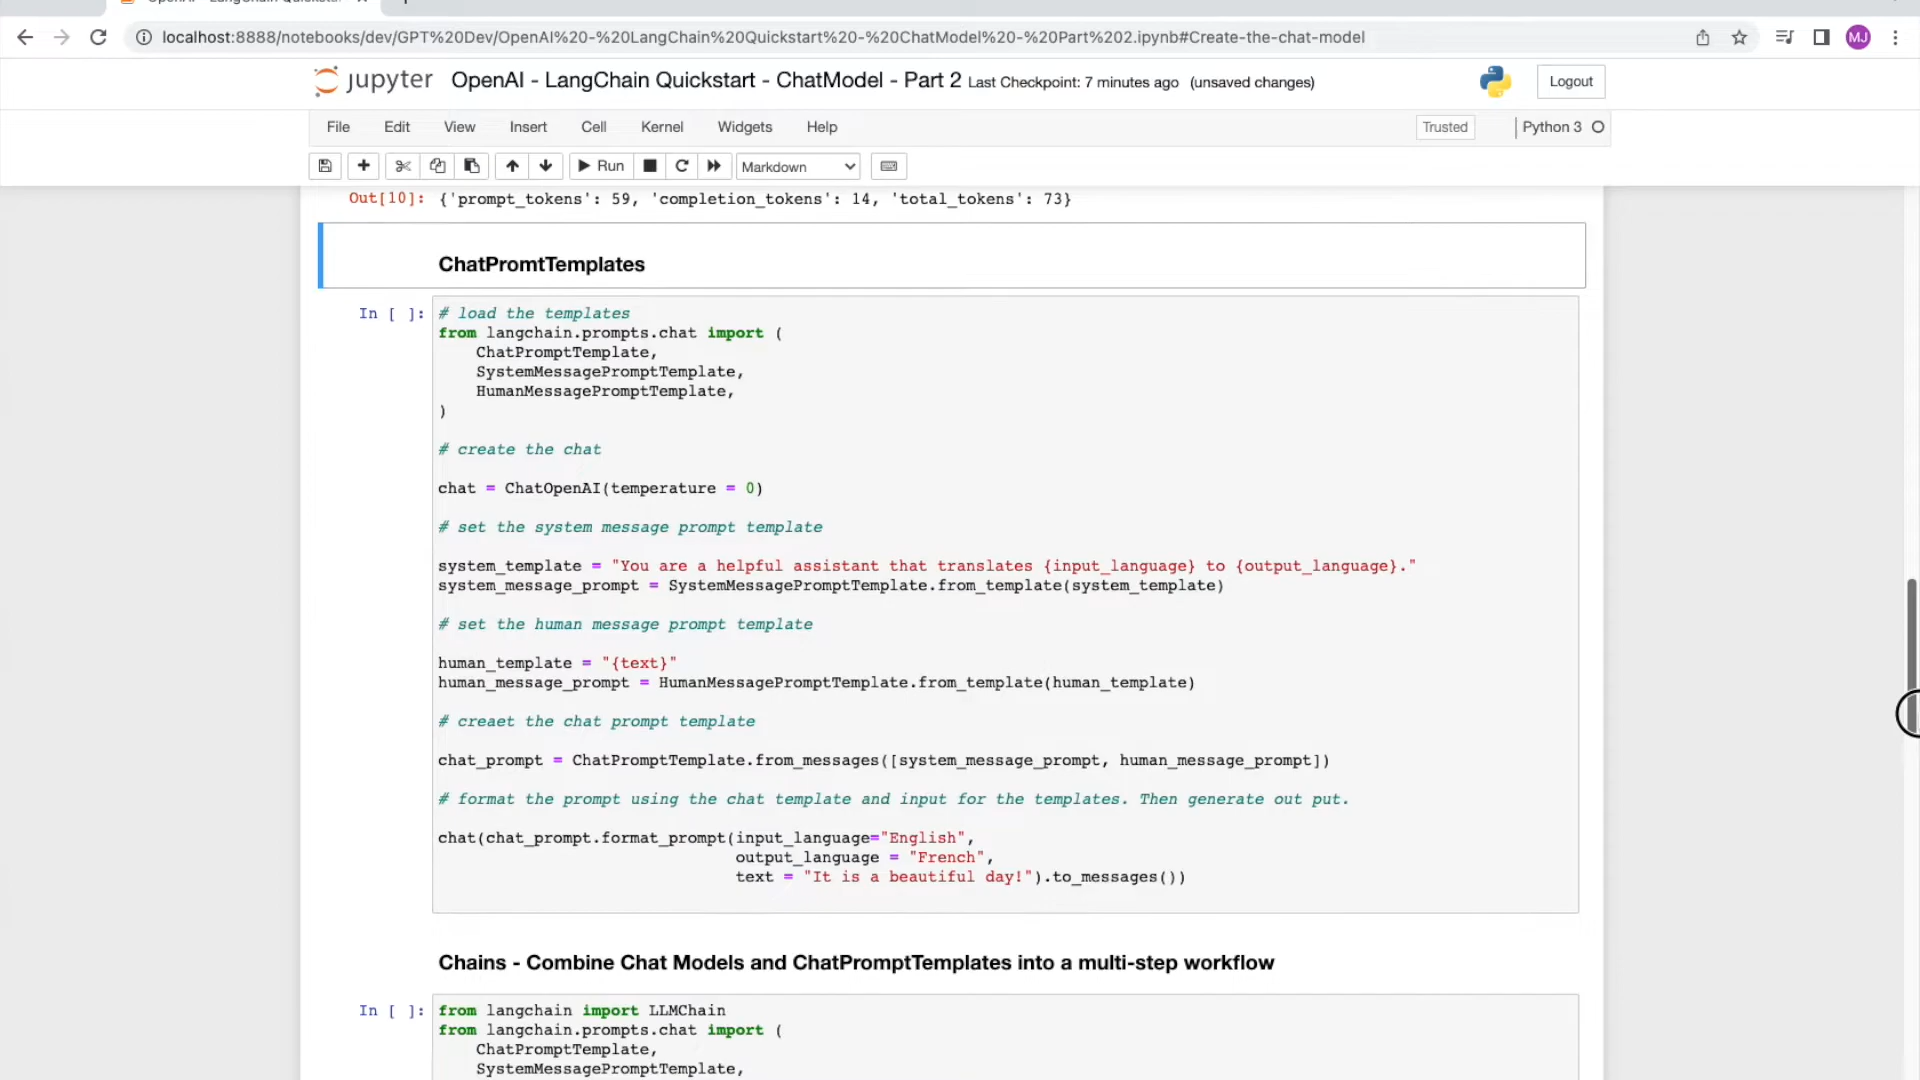 localhost:8888/notebooks/dev/GPT%20Dev/OpenAI%20-%20LangChain%20Quickstart%20-%20ChatModel%20-%20Part%202.ipynb#Create-the-chat-model
MJ
jupyter OpenAI - LangChain Quickstart - ChatModel - Part 2 Last Checkpoint: 7 minutes ago (unsaved changes)
Logout
File Edit View Insert Cell Kernel Widgets Help
Trusted
Python 3
Run
Markdown
Out[10]: {'prompt_tokens': 59, 'completion_tokens': 14, 'total_tokens': 73}
ChatPromtTemplates
In [ ]: # load the templates
from langchain.prompts.chat import (
    ChatPromptTemplate,
    SystemMessagePromptTemplate,
    HumanMessagePromptTemplate,
)
# create the chat
chat = ChatOpenAI(temperature = 0)
# set the system message prompt template
system_template = "You are a helpful assistant that translates {input_language} to {output_language}."
system_message_prompt = SystemMessagePromptTemplate.from_template(system_template)
# set the human message prompt template
human_template = "{text}"
human_message_prompt = HumanMessagePromptTemplate.from_template(human_template)
# creaet the chat prompt template
chat_prompt = ChatPromptTemplate.from_messages([system_message_prompt, human_message_prompt])
# format the prompt using the chat template and input for the templates. Then generate out put.
chat(chat_prompt.format_prompt(input_language="English",
                               output_language = "French",
                               text = "It is a beautiful day!").to_messages())
Chains - Combine Chat Models and ChatPromptTemplates into a multi-step workflow
In [ ]: from langchain import LLMChain
from langchain.prompts.chat import (
    ChatPromptTemplate,
    SystemMessagePromptTemplate,